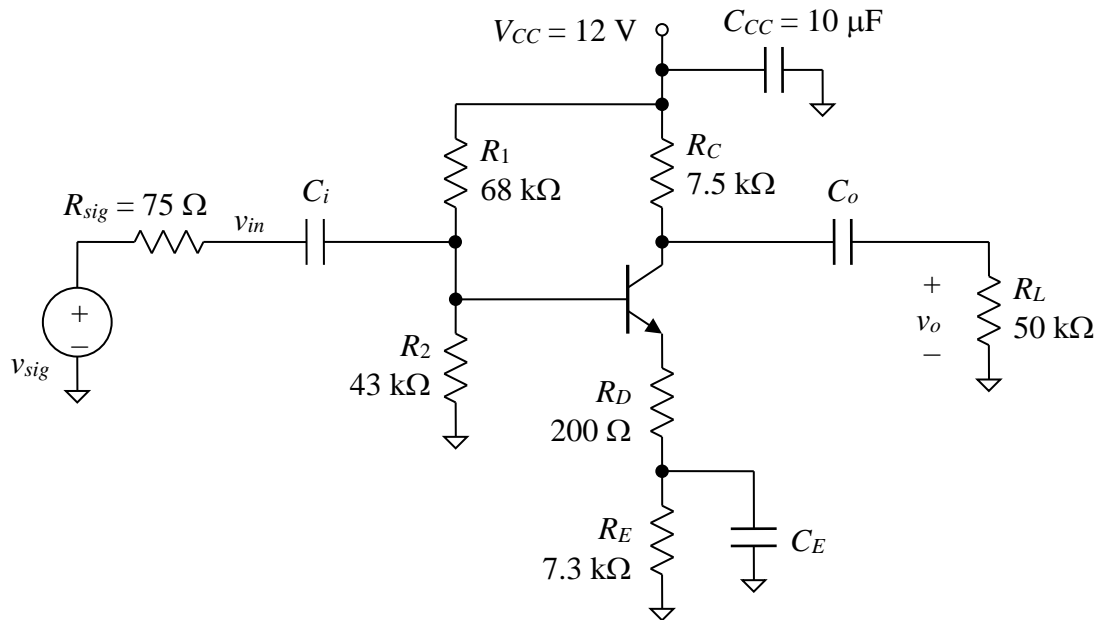 V_CC = 12 V
C_CC = 10 μF
R_1
68 kΩ
R_C
7.5 kΩ
R_sig = 75 Ω
v_in
C_i
C_o
+
−
v_sig
R_2
43 kΩ
+
v_o
−
R_L
50 kΩ
R_D
200 Ω
R_E
7.3 kΩ
C_E